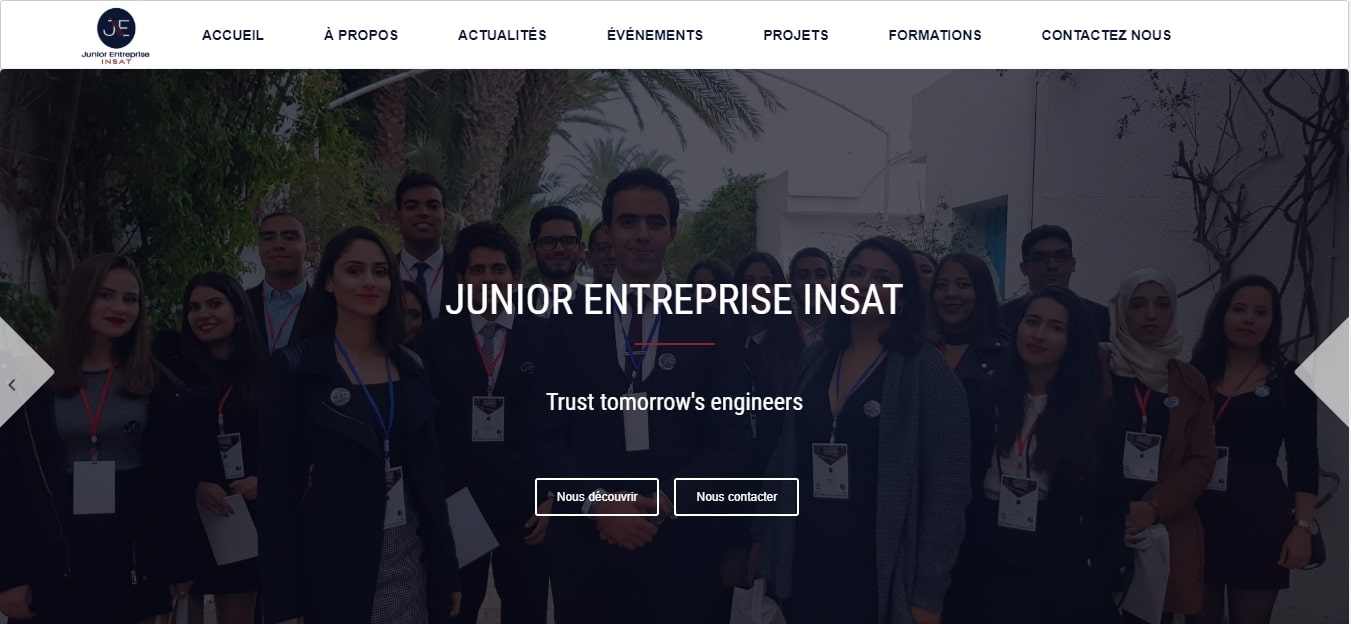 JE
Junior Entreprise
INSAT
ACCUEIL
À PROPOS
ACTUALITÉS
ÉVÉNEMENTS
PROJETS
FORMATIONS
CONTACTEZ NOUS
JUNIOR ENTREPRISE INSAT
Trust tomorrow's engineers
Nous découvrir
Nous contacter